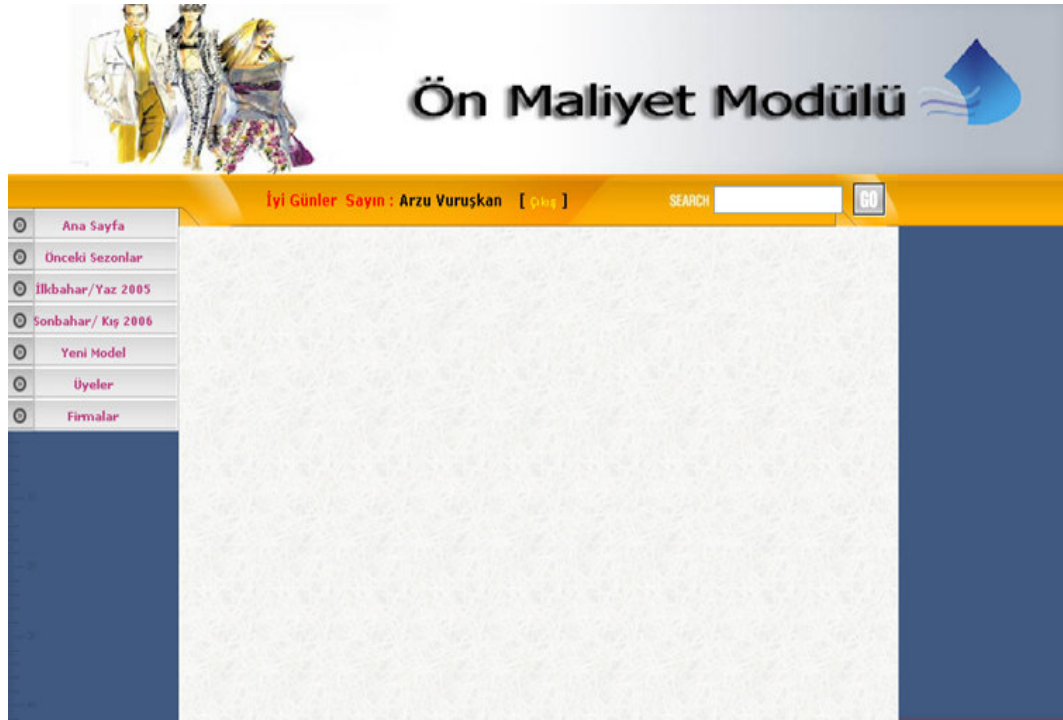 Ön Maliyet Modülü
İyi Günler Sayın : Arzu Vuruşkan [ Çıkış ]
SEARCH GO
Ana Sayfa
Önceki Sezonlar
İlkbahar/Yaz 2005
Sonbahar/ Kış 2006
Yeni Model
Üyeler
Firmalar